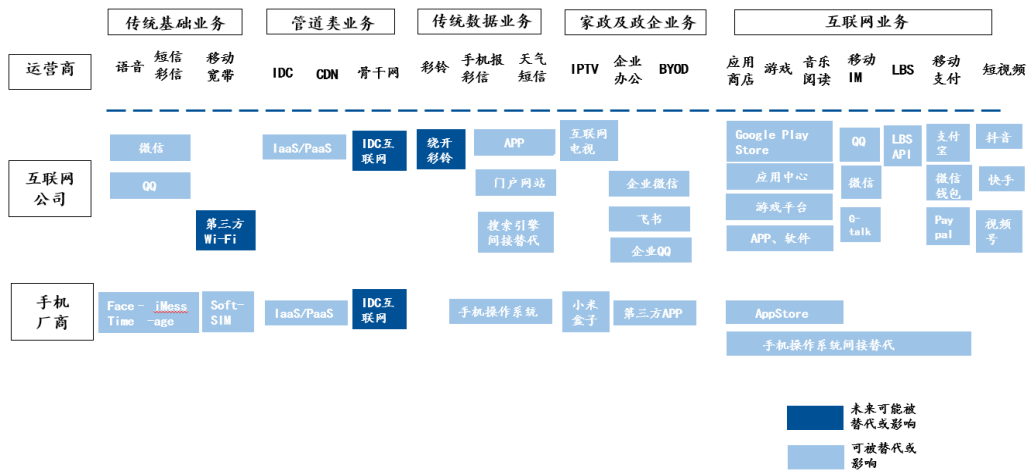 传统基础业务
管道类业务
传统数据业务
家政及政企业务
互联网业务
运营商
语音
短信
彩信
移动
宽带
IDC
CDN
骨干网
彩铃
手机报
彩信
天气
短信
IPTV
企业
办公
BYOD
应用
商店
游戏
音乐
阅读
移动
IM
LBS
移动
支付
短视频
互联网
公司
微信
QQ
第三方
Wi-Fi
IaaS/PaaS
IDC互
联网
绕开
彩铃
APP
门户网站
搜索引擎
间接替代
互联网
电视
企业微信
飞书
企业QQ
Google Play
Store
应用中心
游戏平台
APP、软件
QQ
微信
G-
talk
LBS
API
支付
宝
微信
钱包
Pay
pal
抖音
快手
视频
号
手机
厂商
Face- iMess
Time -age
Soft-
SIM
IaaS/PaaS
IDC互
联网
手机操作系统
小米
盒子
第三方APP
AppStore
手机操作系统间接替代
未来可能被
替代或影响
可被替代或
影响